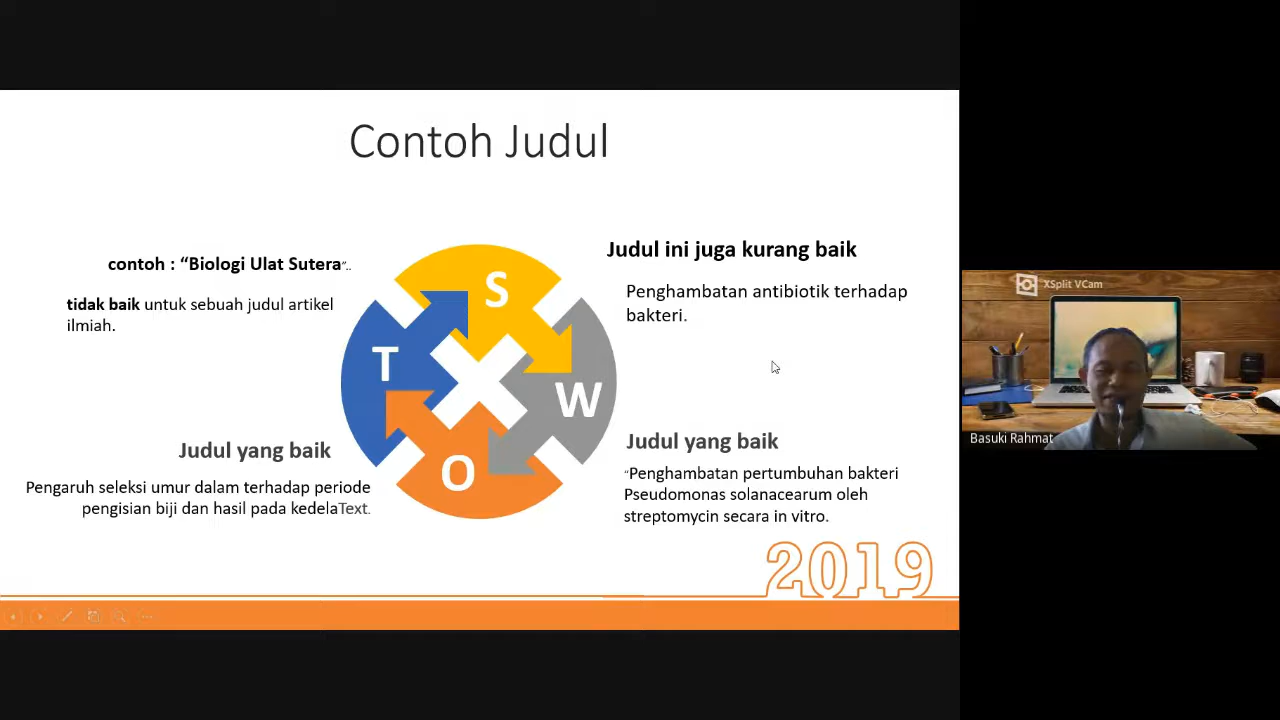 Contoh Judul
contoh : “Biologi Ulat Sutera”..
tidak baik untuk sebuah judul artikel
ilmiah.
Judul ini juga kurang baik
Penghambatan antibiotik terhadap
bakteri.
S
W
O
T
Judul yang baik
Pengaruh seleksi umur dalam terhadap periode
pengisian biji dan hasil pada kedelaText.
Judul yang baik
“Penghambatan pertumbuhan bakteri
Pseudomonas solanacearum oleh
streptomycin secara in vitro.
2019
XSplit VCam
Basuki Rahmat